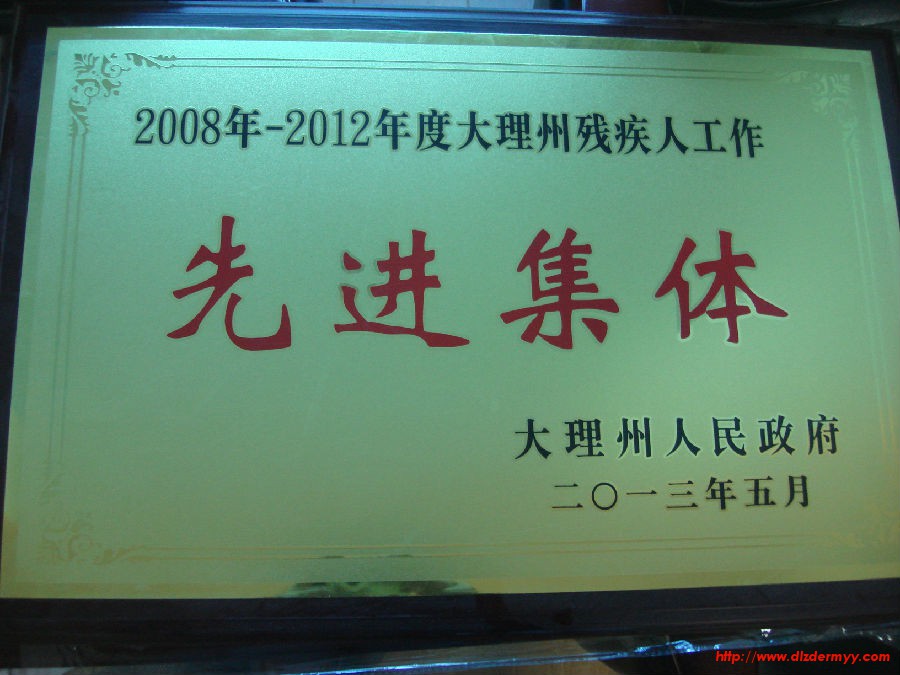 2008年-2012年度大理州残疾人工作
先进集体
大理州人民政府
二〇一三年五月
http://www.dlzdermyy.com